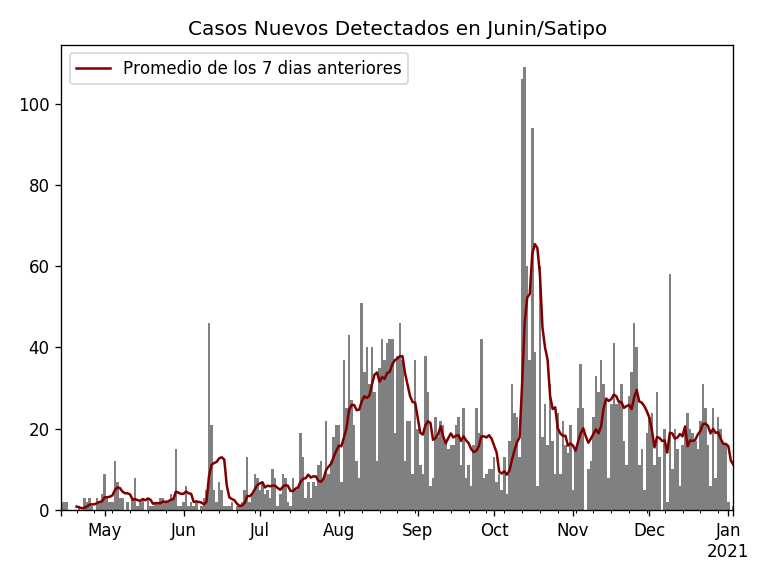 Casos Nuevos Detectados en Junin/Satipo
Promedio de los 7 dias anteriores
100
80
60
40
20
0
May Jun Jul Aug Sep Oct Nov Dec Jan
2021